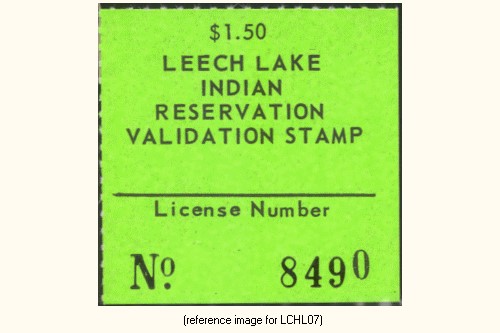 $1.50
LEECH LAKE
INDIAN
RESERVATION
VALIDATION STAMP
License Number
No. 8490
(reference image for LCHL07)